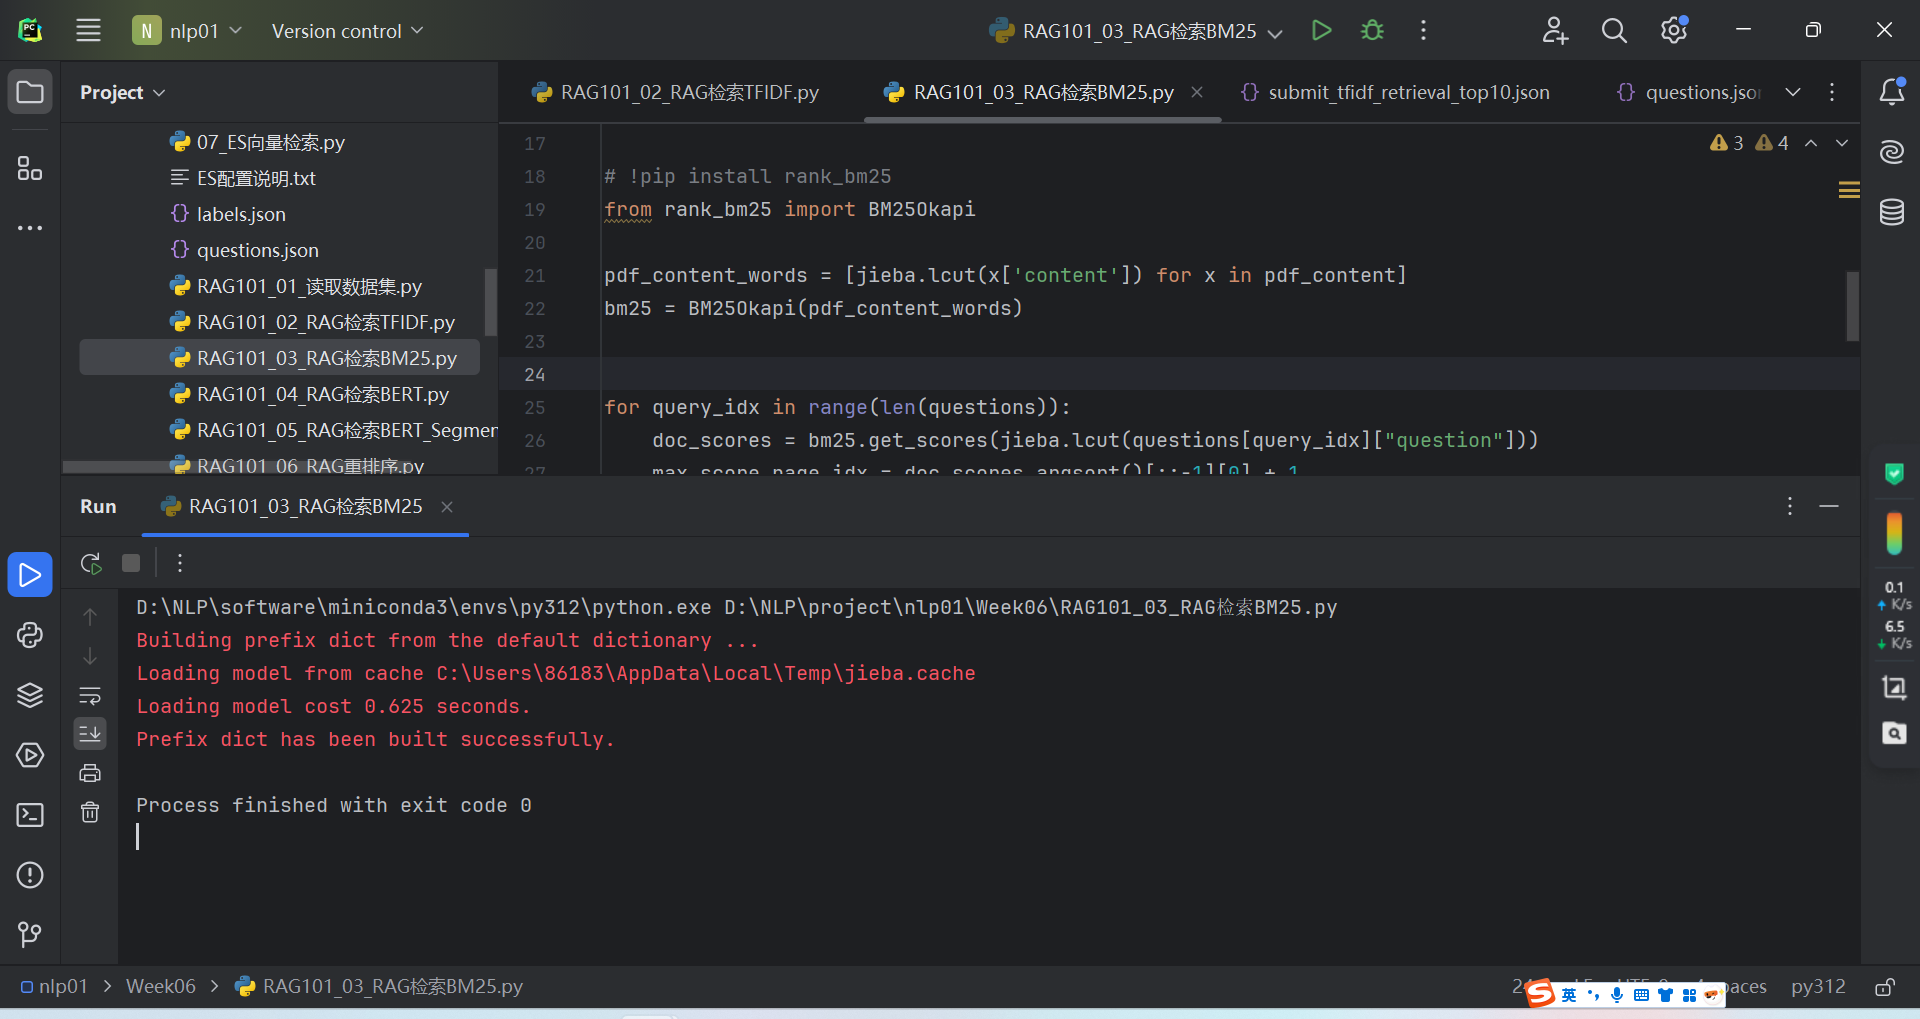 N nlp01 Version control RAG101_03_RAG检索BM25
Project
RAG101_02_RAG检索TFIDF.py RAG101_03_RAG检索BM25.py submit_tfidf_retrieval_top10.json
07_ES向量检索.py
ES配置说明.txt
labels.json
questions.json
RAG101_01_读取数据集.py
RAG101_02_RAG检索TFIDF.py
RAG101_03_RAG检索BM25.py
RAG101_04_RAG检索BERT.py
RAG101_05_RAG检索BERT_Segmen
RAG101_06_RAG重排序.py
3 4
17
18 # !pip install rank_bm25
19 from rank_bm25 import BM25Okapi
20
21 pdf_content_words = [jieba.lcut(x['content']) for x in pdf_content]
22 bm25 = BM25Okapi(pdf_content_words)
23
24
25 for query_idx in range(len(questions)):
26 doc_scores = bm25.get_scores(jieba.lcut(questions[query_idx]["question"]))
27 max_score_page_idx = doc_scores.argsort()[::-1][0] + 1
Run RAG101_03_RAG检索BM25
D:\NLP\software\miniconda3\envs\py312\python.exe D:\NLP\project\nlp01\Week06\RAG101_03_RAG检索BM25.py
Building prefix dict from the default dictionary ...
Loading model from cache C:\Users\86183\AppData\Local\Temp\jieba.cache
Loading model cost 0.625 seconds.
Prefix dict has been built successfully.
Process finished with exit code 0
0.1
K/s
6.5
K/s
nlp01 > Week06 > RAG101_03_RAG检索BM25.py
英
py312